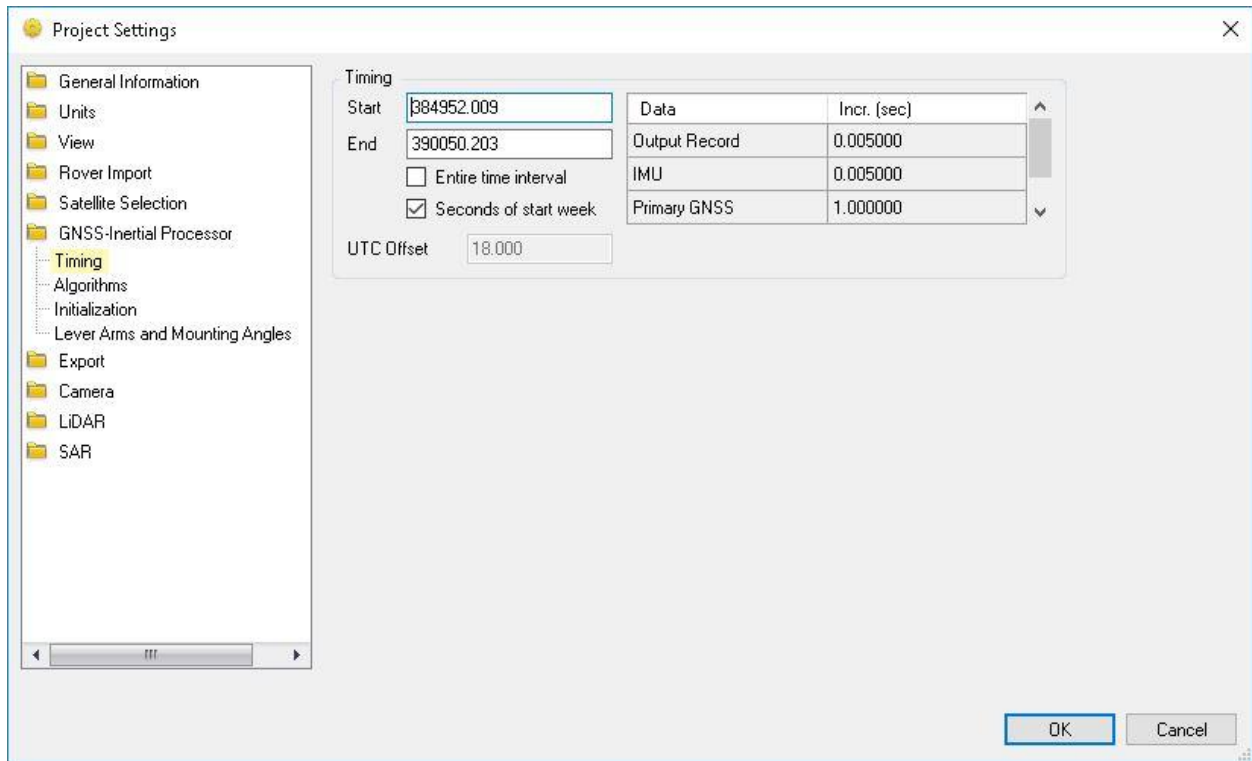 Project Settings
General Information
Units
View
Rover Import
Satellite Selection
GNSS-Inertial Processor
Timing
Algorithms
Initialization
Lever Arms and Mounting Angles
Export
Camera
LiDAR
SAR
Timing
Start 384952.009
End 390050.203
Entire time interval
Seconds of start week
UTC Offset 18.000
Data Incr. (sec)
Output Record 0.005000
IMU 0.005000
Primary GNSS 1.000000
OK Cancel